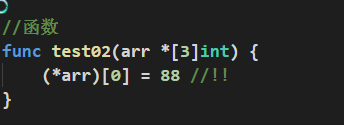 //函数
func test02(arr *[3]int) {
    (*arr)[0] = 88 //!!
}